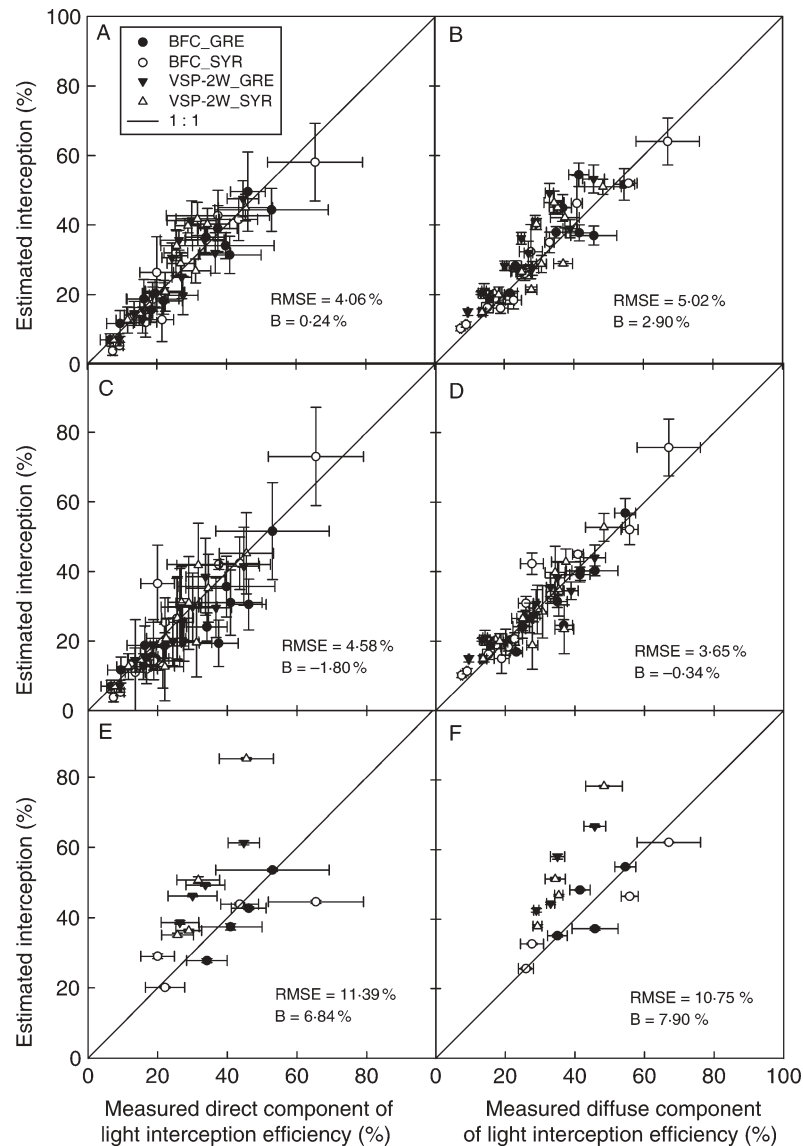 100
A
BFC_GRE
BFC_SYR
VSP-2W_GRE
VSP-2W_SYR
1 : 1
B
80
60
40
20
0
Estimated interception (%)
RMSE = 4·06 %
B = 0·24 %
RMSE = 5·02 %
B = 2·90 %
C
D
80
60
40
20
0
Estimated interception (%)
RMSE = 4·58 %
B = –1·80 %
RMSE = 3·65 %
B = –0·34 %
E
F
80
60
40
20
0
Estimated interception (%)
RMSE = 11·39 %
B = 6·84 %
RMSE = 10·75 %
B = 7·90 %
0 20 40 60 80 0 20 40 60 80 100
Measured direct component of
light interception efficiency (%)
Measured diffuse component
of light interception efficiency (%)